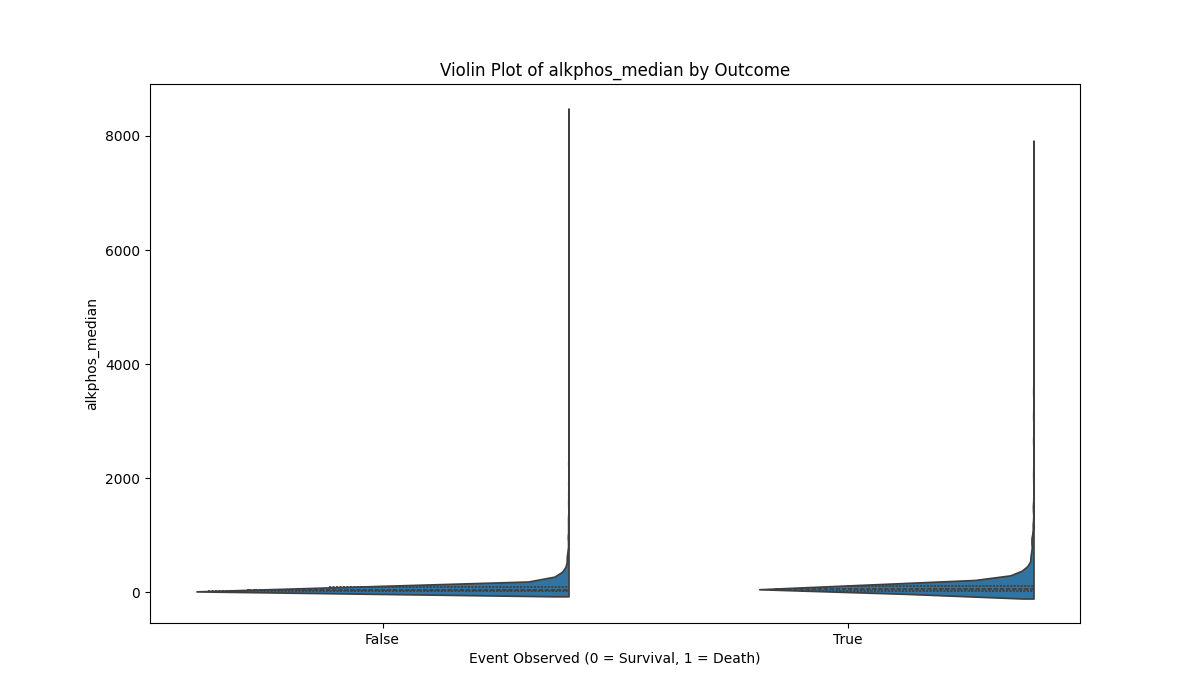 Violin Plot of alkphos_median by Outcome
8000
6000
4000
2000
0
alkphos_median
False
True
Event Observed (0 = Survival, 1 = Death)